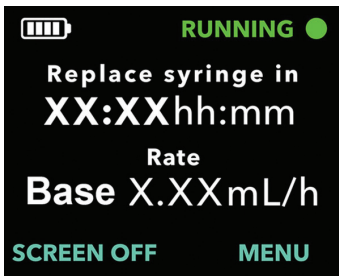 RUNNING
Replace syringe in
XX:XXhh:mm
Rate
Base X.XXmL/h
SCREEN OFF MENU